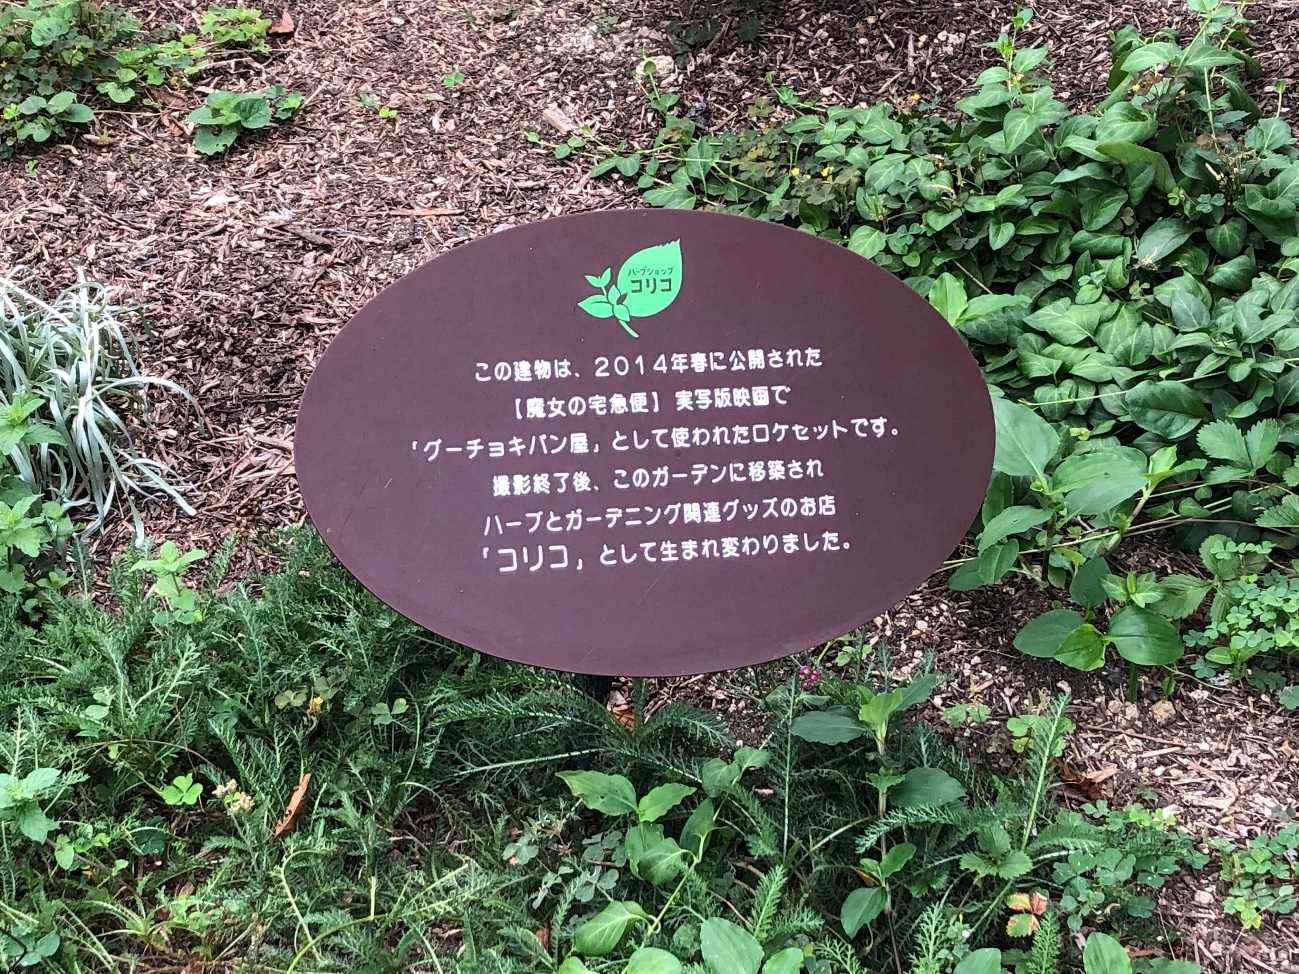 ハーブショップ
コリコ
この建物は、2014年春に公開された
【魔女の宅急便】 実写版映画で
「グーチョキパン屋」として使われたロケセットです。
撮影終了後、このガーデンに移築され
ハーブとガーデニング関連グッズのお店
「コリコ」として生まれ変わりました。